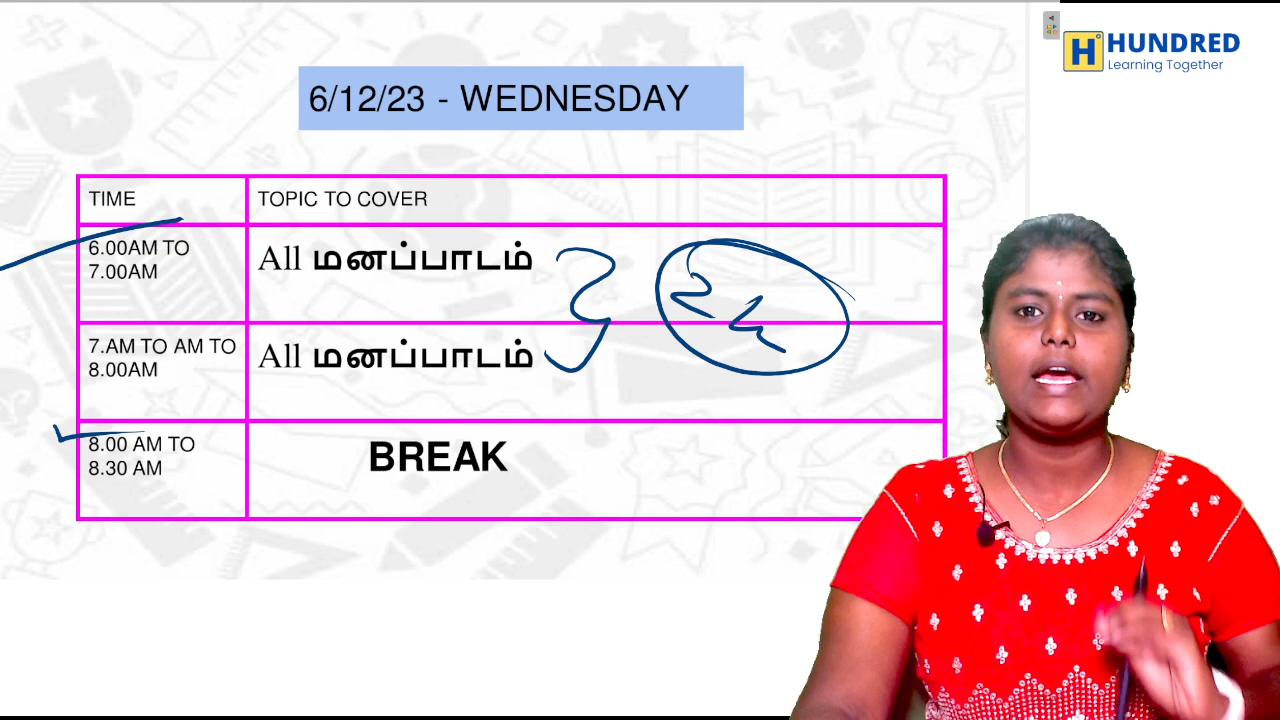 HUNDRED
Learning Together
6/12/23 - WEDNESDAY
TIME
TOPIC TO COVER
6.00AM TO
7.00AM
All மனப்பாடம்
7.AM TO AM TO
8.00AM
All மனப்பாடம்
8.00 AM TO
8.30 AM
BREAK